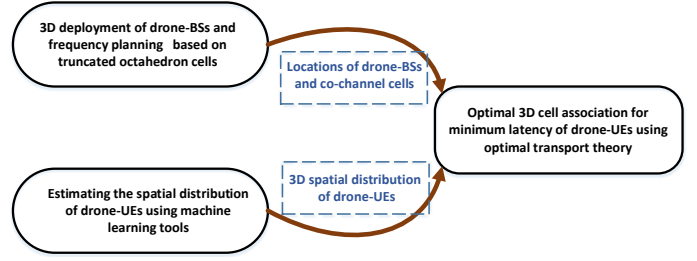 3D deployment of drone-BSs and
frequency planning based on
truncated octahedron cells
Locations of drone-BSs
and co-channel cells
Optimal 3D cell association for
minimum latency of drone-UEs using
optimal transport theory
3D spatial distribution
of drone-UEs
Estimating the spatial distribution
of drone-UEs using machine
learning tools